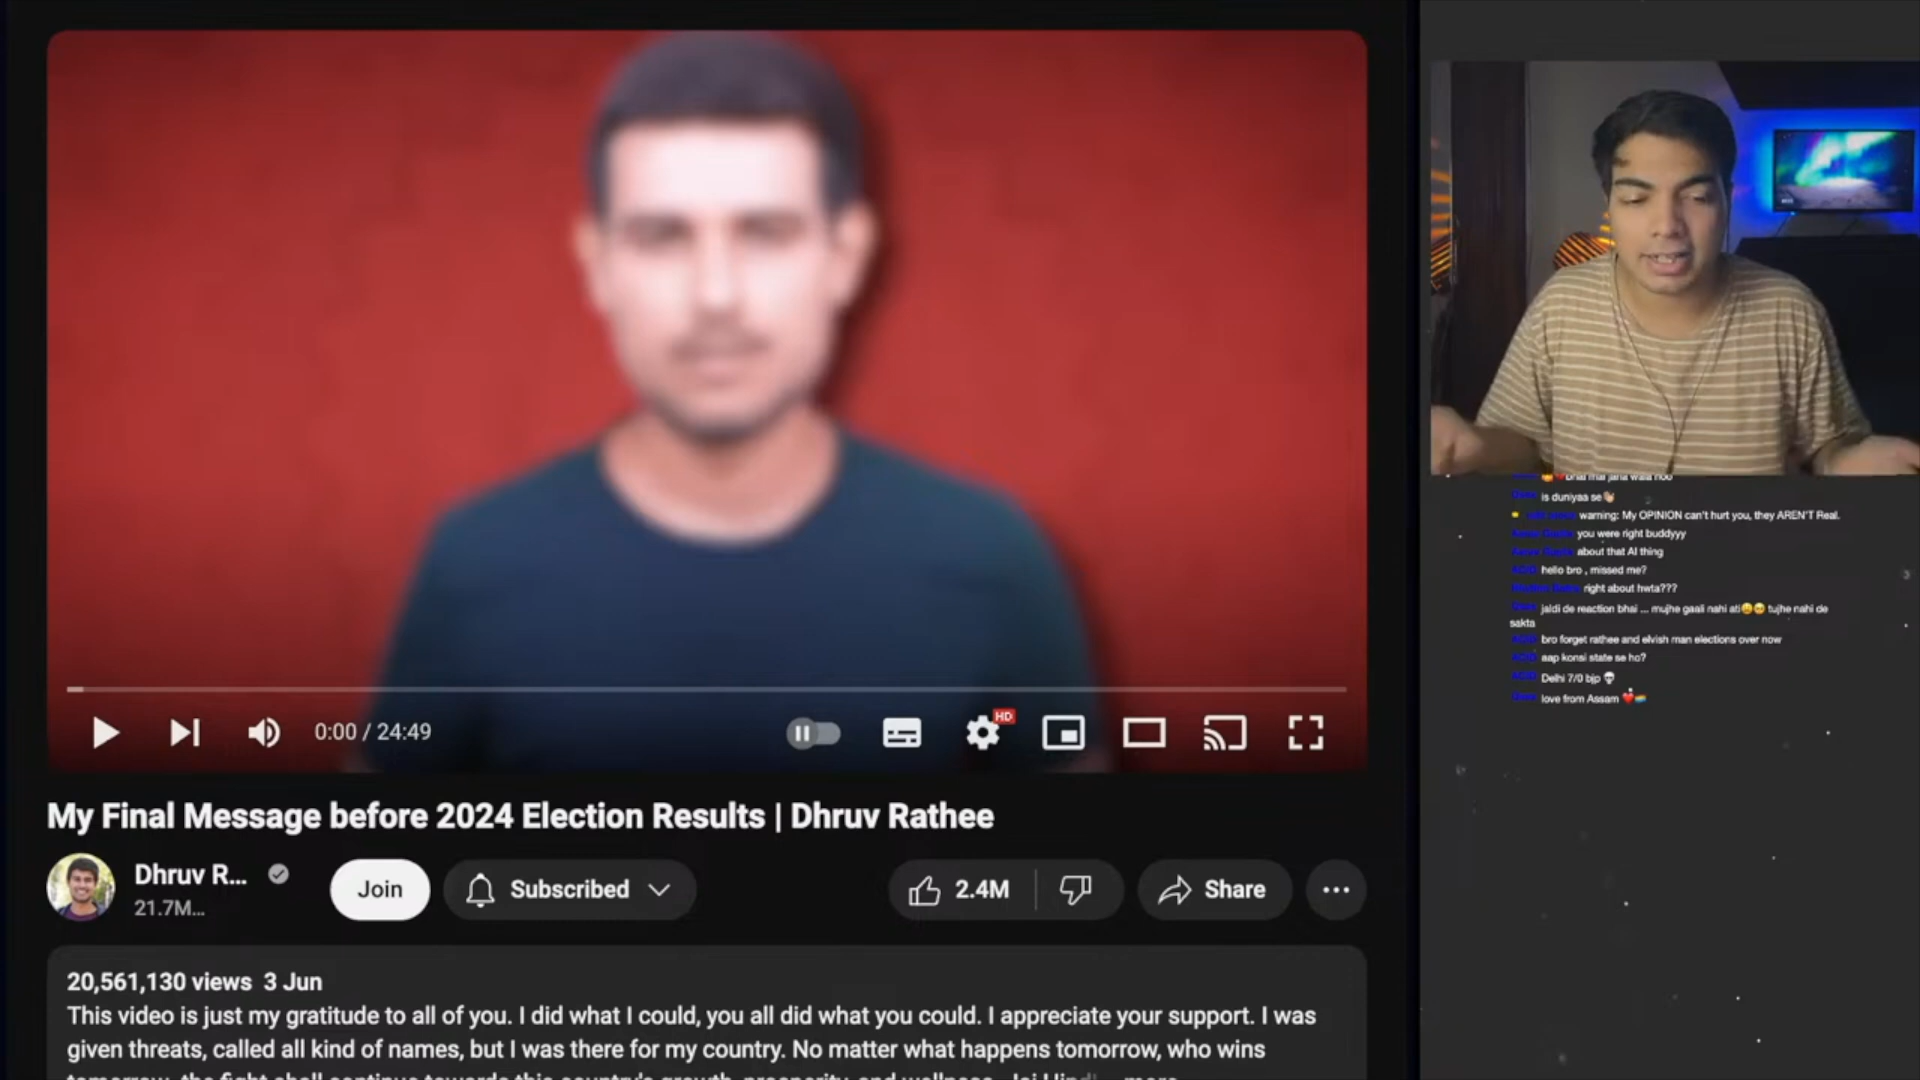 HD
0:00 / 24:49
My Final Message before 2024 Election Results | Dhruv Rathee
Dhruv R...
21.7M...
Join
Subscribed
2.4M
Share
20,561,130 views 3 Jun
This video is just my gratitude to all of you. I did what I could, you all did what you could. I appreciate your support. I was
given threats, called all kind of names, but I was there for my country. No matter what happens tomorrow, who wins
is duniyaa se
warning: My OPINION can't hurt you, they AREN'T Real.
you were right buddyyy
about that AI thing
hello bro , missed me?
right about hwta???
jaldi de reaction bhai ... mujhe gaali nahi ati😅🥺 tujhe nahi de
sakta
bro forget rathee and elvish man elections over now
aap konsi state se ho?
Delhi 7/0 bjp 💀
love from Assam